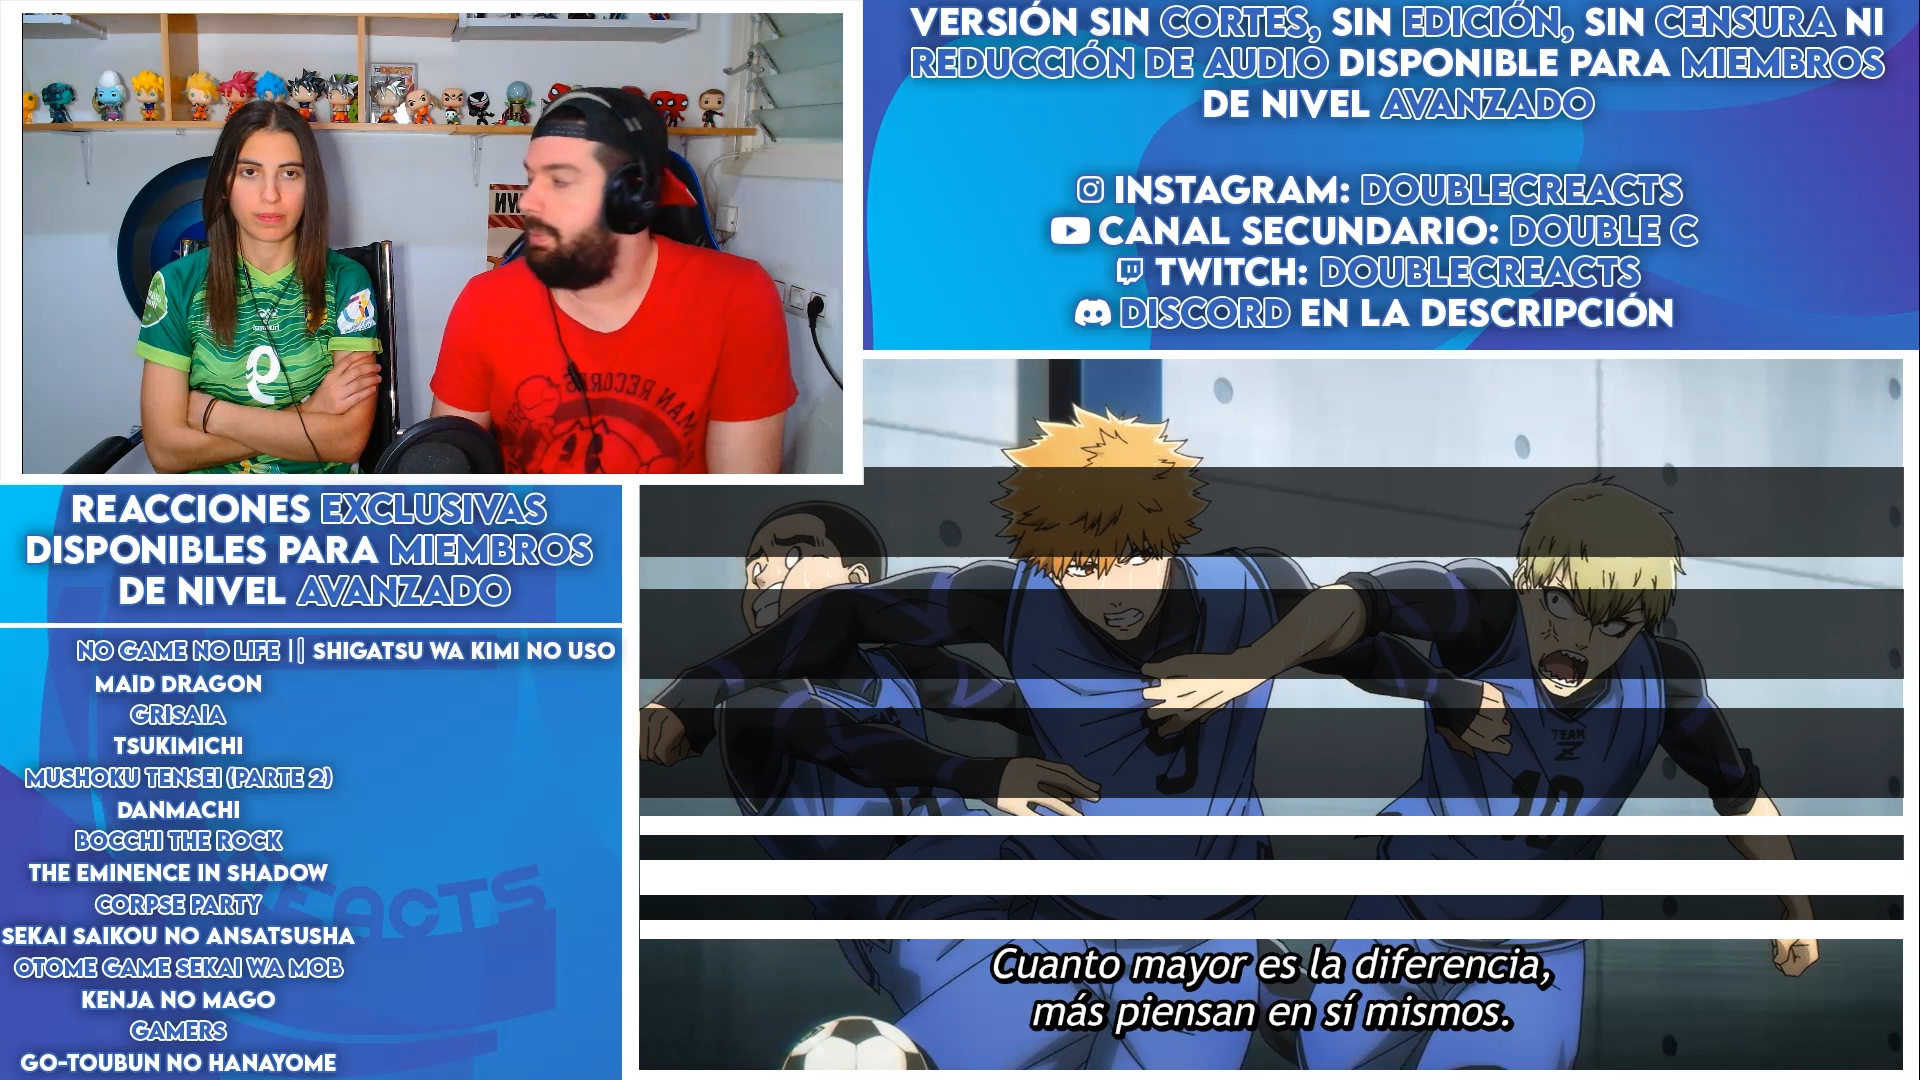 VERSIÓN SIN CORTES, SIN EDICIÓN, SIN CENSURA NI
REDUCCIÓN DE AUDIO DISPONIBLE PARA MIEMBROS
DE NIVEL AVANZADO
INSTAGRAM: DOUBLECREACTS
CANAL SECUNDARIO: DOUBLE C
TWITCH: DOUBLECREACTS
DISCORD EN LA DESCRIPCIÓN
REACCIONES EXCLUSIVAS
DISPONIBLES PARA MIEMBROS
DE NIVEL AVANZADO
NO GAME NO LIFE || SHIGATSU WA KIMI NO USO
MAID DRAGON
GRISAIA
TSUKIMICHI
MUSHOKU TENSEI (PARTE 2)
DANMACHI
BOCCHI THE ROCK
THE EMINENCE IN SHADOW
CORPSE PARTY
SEKAI SAIKOU NO ANSATSUSHA
OTOME GAME SEKAI WA MOB
KENJA NO MAGO
GAMERS
GO-TOUBUN NO HANAYOME
TEAM
Z
10
Cuanto mayor es la diferencia,
más piensan en sí mismos.